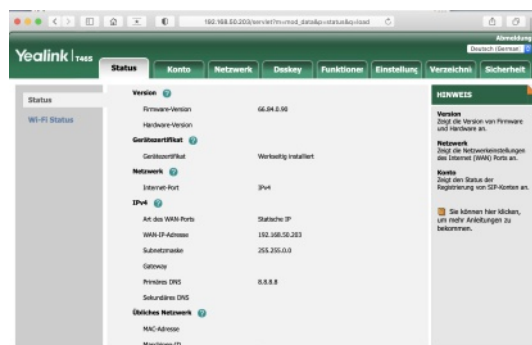 192.168.50.203/servlet?m=mod_data&p=status&q=load
Abmeldung
Deutsch (German)
Yealink T46S
Status
Konto
Netzwerk
Dsskey
Funktioner
Einstellung
Verzeichni
Sicherheit
Status
Wi-Fi Status
Version
Firmware-Version 66.84.0.90
Hardware-Version
Gerätezertifikat
Gerätezertifikat Werkseitig installiert
Netzwerk
Internet-Port IPv4
IPv4
Art des WAN-Ports Statische IP
WAN-IP-Adresse 192.168.50.203
Subnetzmaske 255.255.0.0
Gateway
Primäres DNS 8.8.8.8
Sekundäres DNS
Übliches Netzwerk
MAC-Adresse
HINWEIS
Version
Zeigt die Version von Firmware
und Hardware an.
Netzwerk
Zeigt die Netzwerkeinstellungen
des Internet (WAN) Ports an.
Konto
Zeigt den Status der
Registrierung von SIP-Konten an.
Sie können hier klicken,
um mehr Anleitungen zu
bekommen.